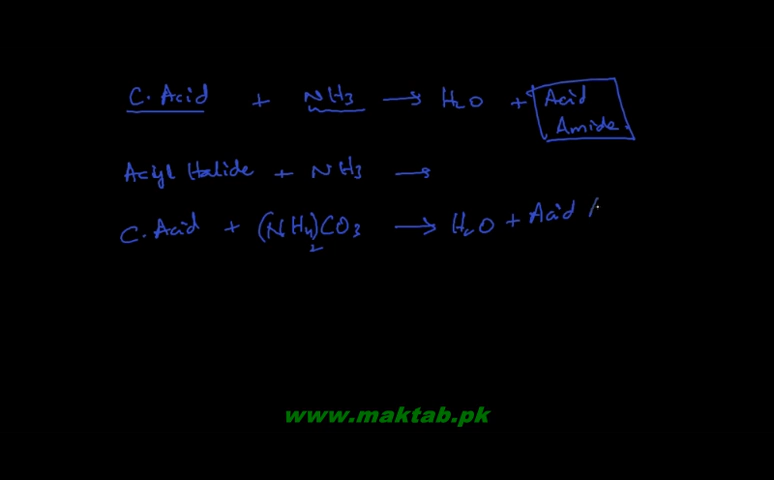 C. Acid + NH3 → H2O + Acid Amide.
Acyl Halide + NH3 →
C. Acid + (NH4)2CO3 → H2O + Acid
www.maktab.pk